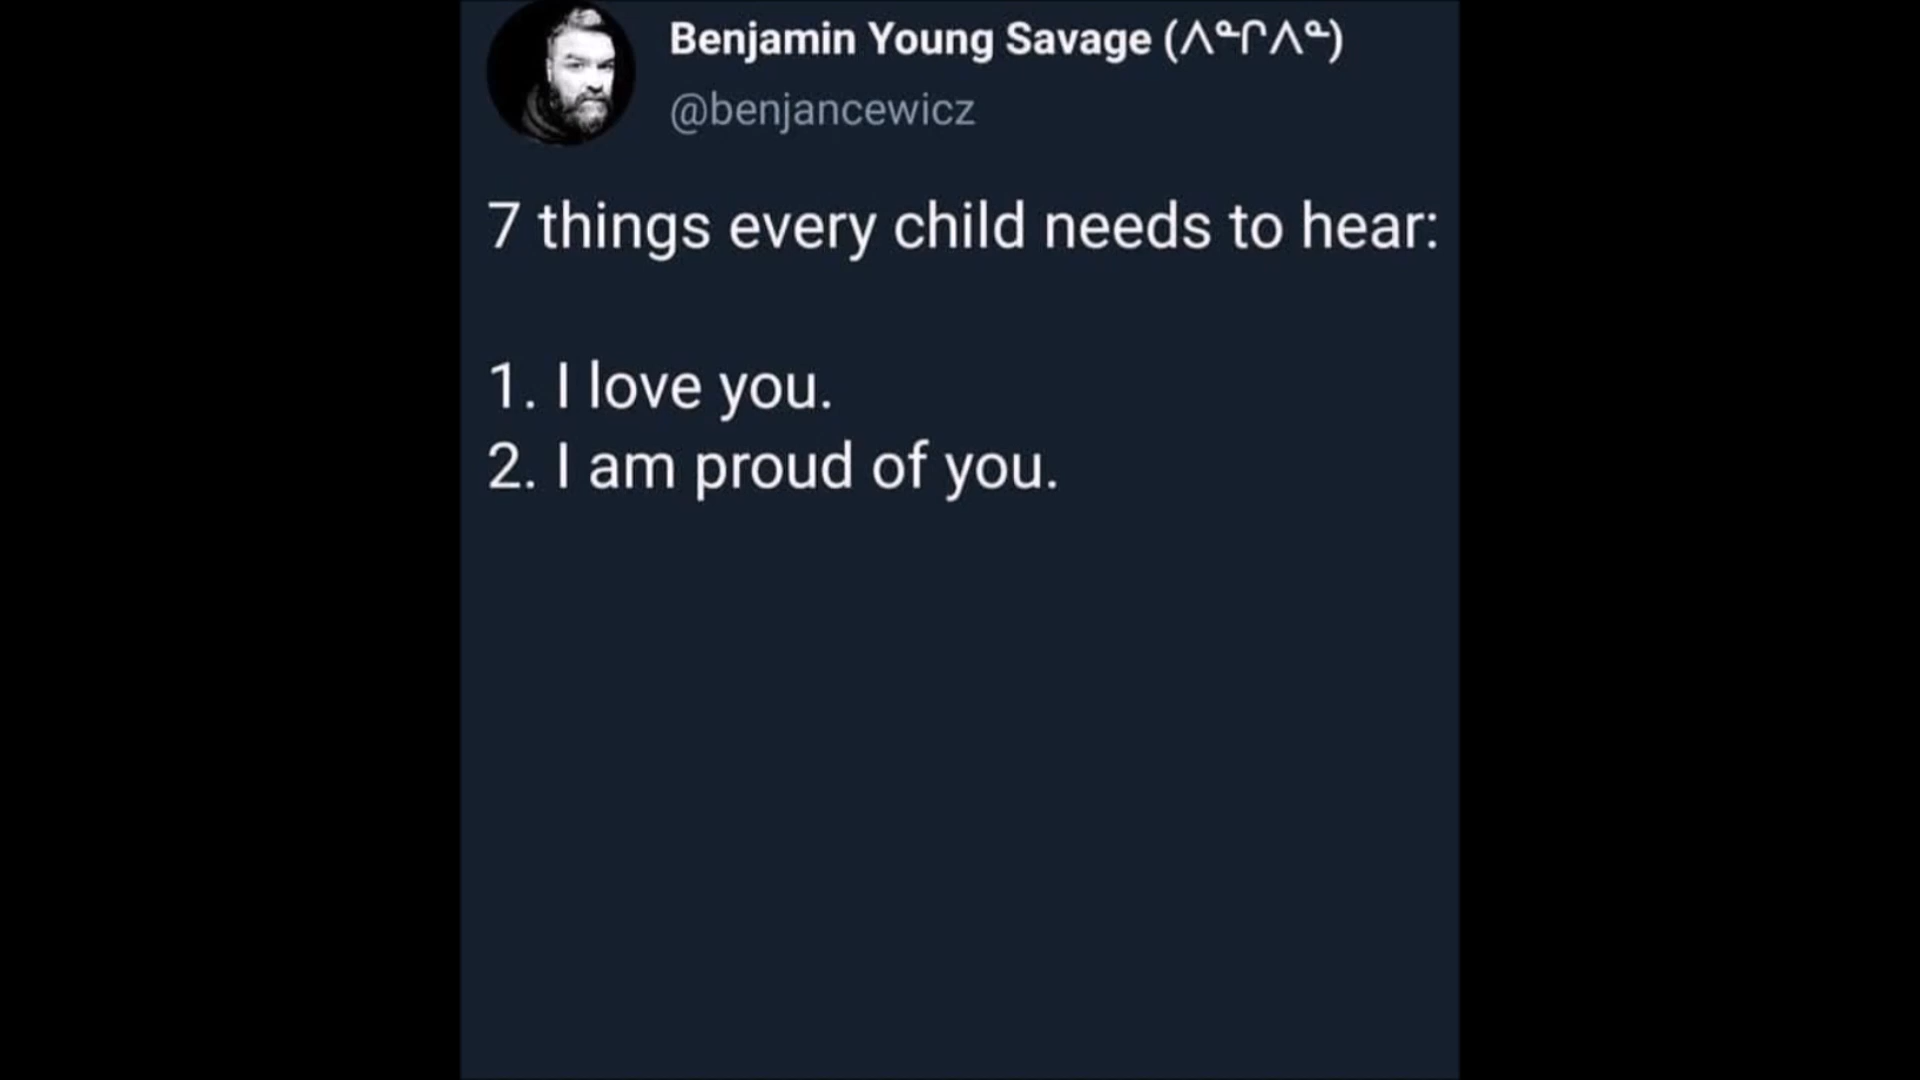 Benjamin Young Savage (ᐱᓐᒋᐱᓐ)
@benjancewicz
7 things every child needs to hear:
1. I love you.
2. I am proud of you.